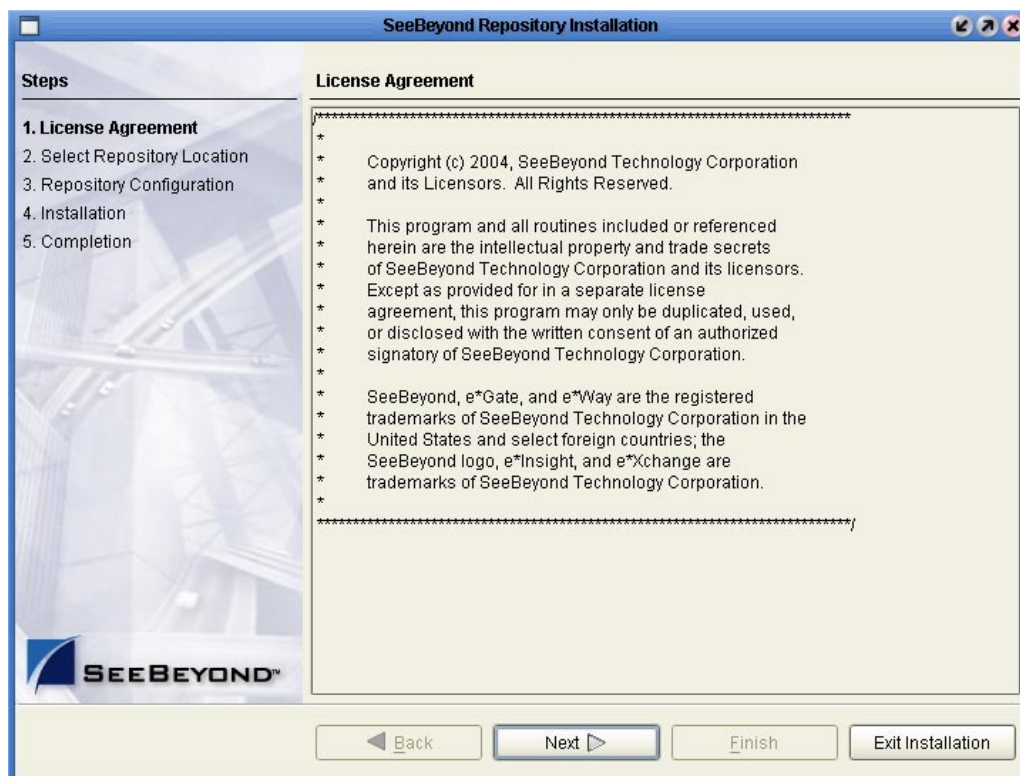 SeeBeyond Repository Installation
Steps
1. License Agreement
2. Select Repository Location
3. Repository Configuration
4. Installation
5. Completion
SEEBEYOND™
License Agreement
/***************************************************************************
*
* Copyright (c) 2004, SeeBeyond Technology Corporation
* and its Licensors. All Rights Reserved.
*
* This program and all routines included or referenced
* herein are the intellectual property and trade secrets
* of SeeBeyond Technology Corporation and its licensors.
* Except as provided for in a separate license
* agreement, this program may only be duplicated, used,
* or disclosed with the written consent of an authorized
* signatory of SeeBeyond Technology Corporation.
*
* SeeBeyond, e*Gate, and e*Way are the registered
* trademarks of SeeBeyond Technology Corporation in the
* United States and select foreign countries; the
* SeeBeyond logo, e*Insight, and e*Xchange are
* trademarks of SeeBeyond Technology Corporation.
*
***************************************************************************/
Back
Next
Finish
Exit Installation